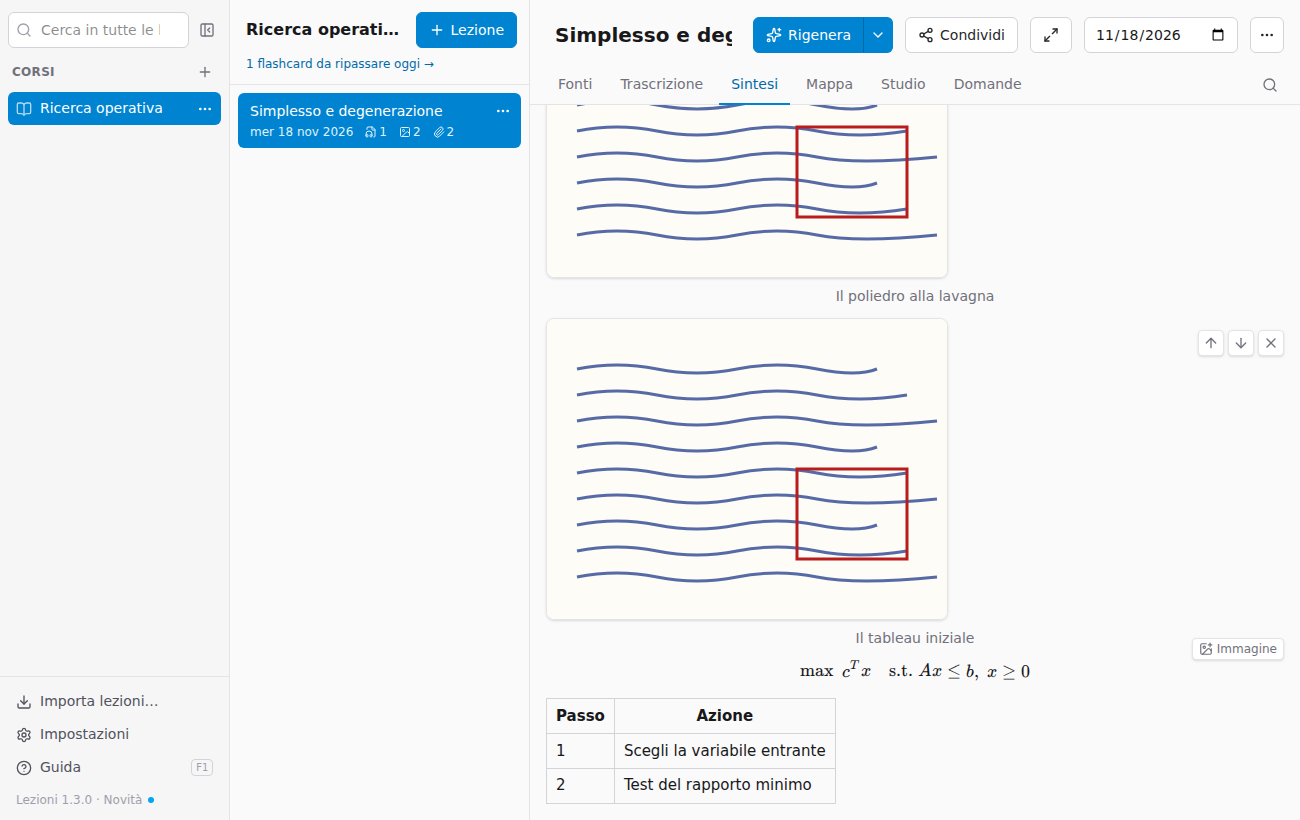 Cerca in tutte le l
CORSI
Ricerca operativa
Importa lezioni…
Impostazioni
Guida
F1
Lezioni 1.3.0 · Novità
Ricerca operati…
Lezione
1 flashcard da ripassare oggi →
Simplesso e degenerazione
mer 18 nov 2026 1 2 2
Simplesso e deg
Rigenera
Condividi
11/18/2026
Fonti Trascrizione Sintesi Mappa Studio Domande
Il poliedro alla lavagna
Il tableau iniziale
Immagine
max c^T x s.t. Ax ≤ b, x ≥ 0
Passo Azione
1 Scegli la variabile entrante
2 Test del rapporto minimo